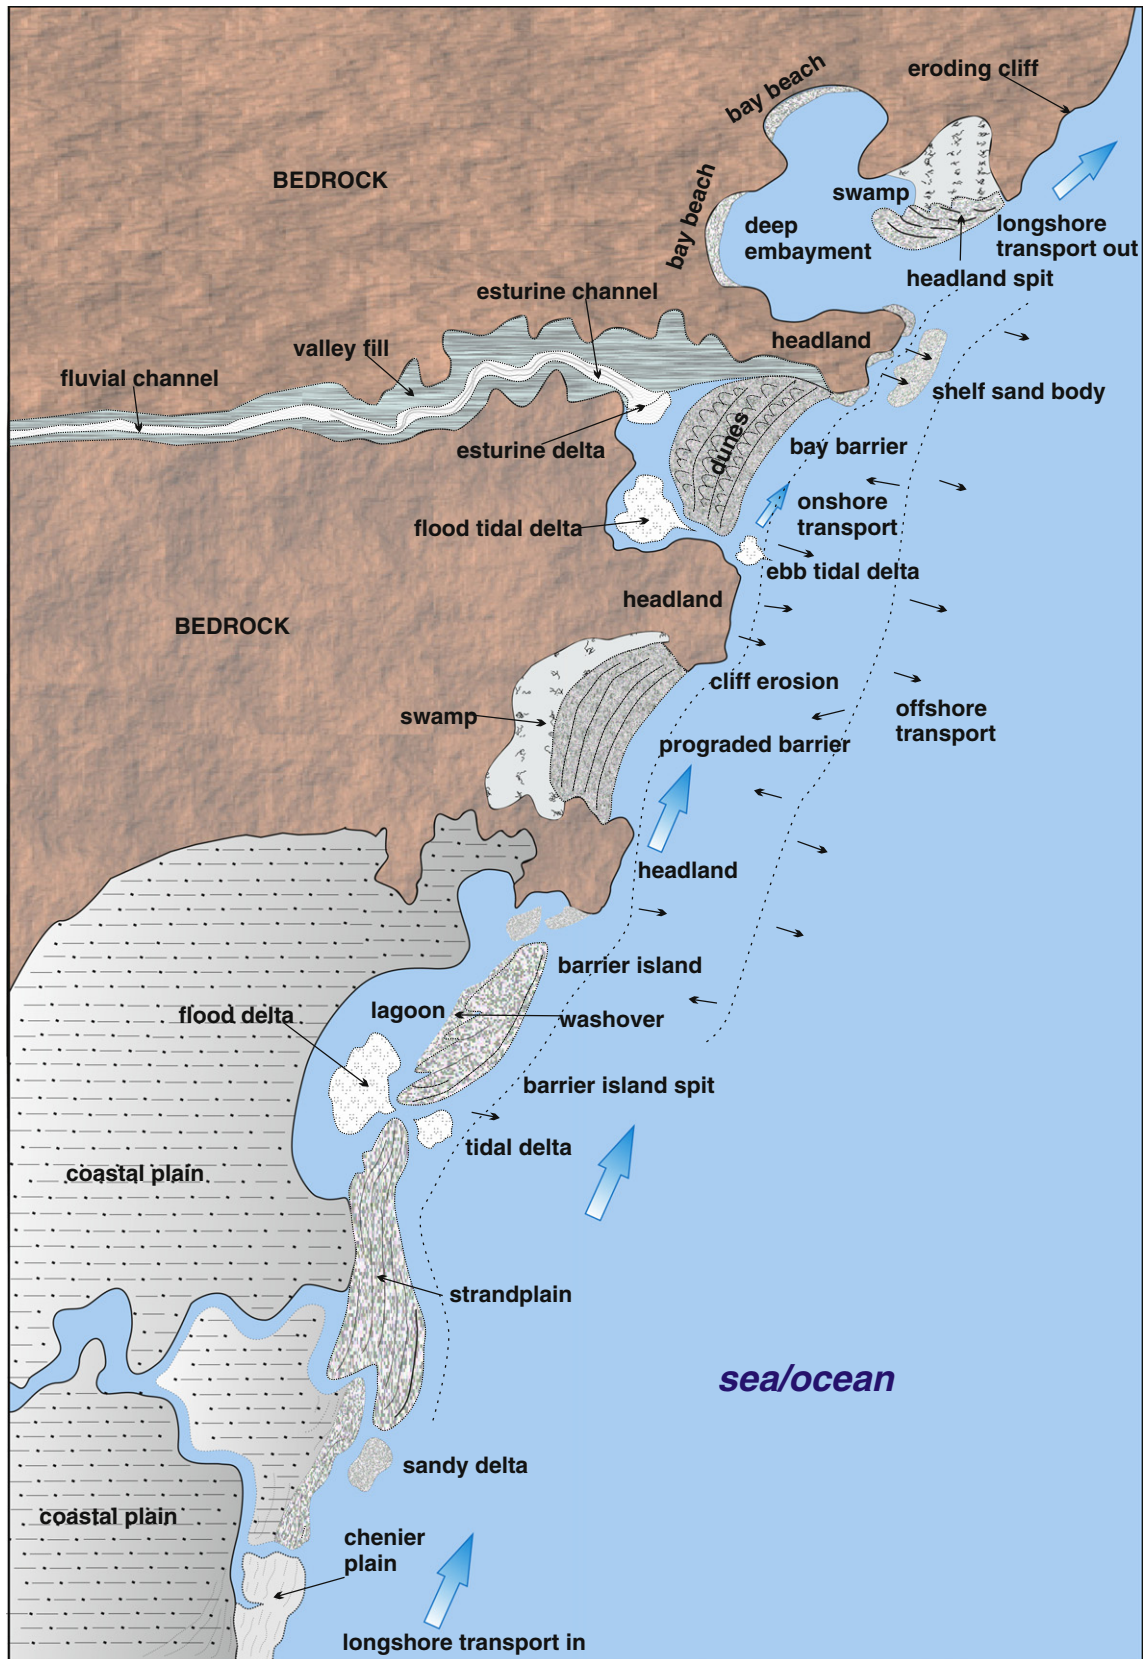 eroding cliff
bay beach
BEDROCK
bay beach
swamp
deep
embayment
longshore
transport out
headland spit
esturine channel
valley fill
headland
fluvial channel
shelf sand body
dunes
bay barrier
esturine delta
onshore
transport
flood tidal delta
ebb tidal delta
headland
BEDROCK
cliff erosion
swamp
offshore
transport
prograded barrier
headland
barrier island
lagoon
flood delta
washover
barrier island spit
tidal delta
coastal plain
strandplain
sea/ocean
sandy delta
coastal plain
chenier
plain
longshore transport in